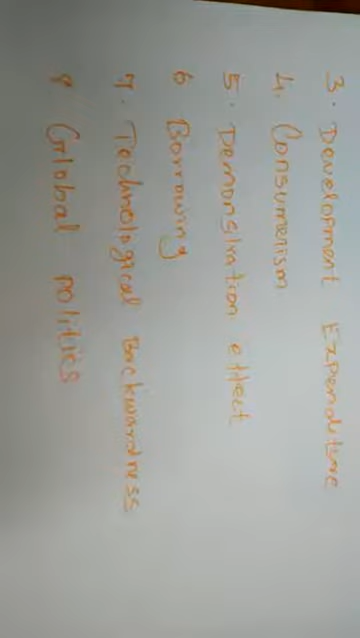 3. Development Expenditure
4. Consumerism
5. Demonstration effect
6 Borrowing
7. Technological Backwardness
8 Global politics